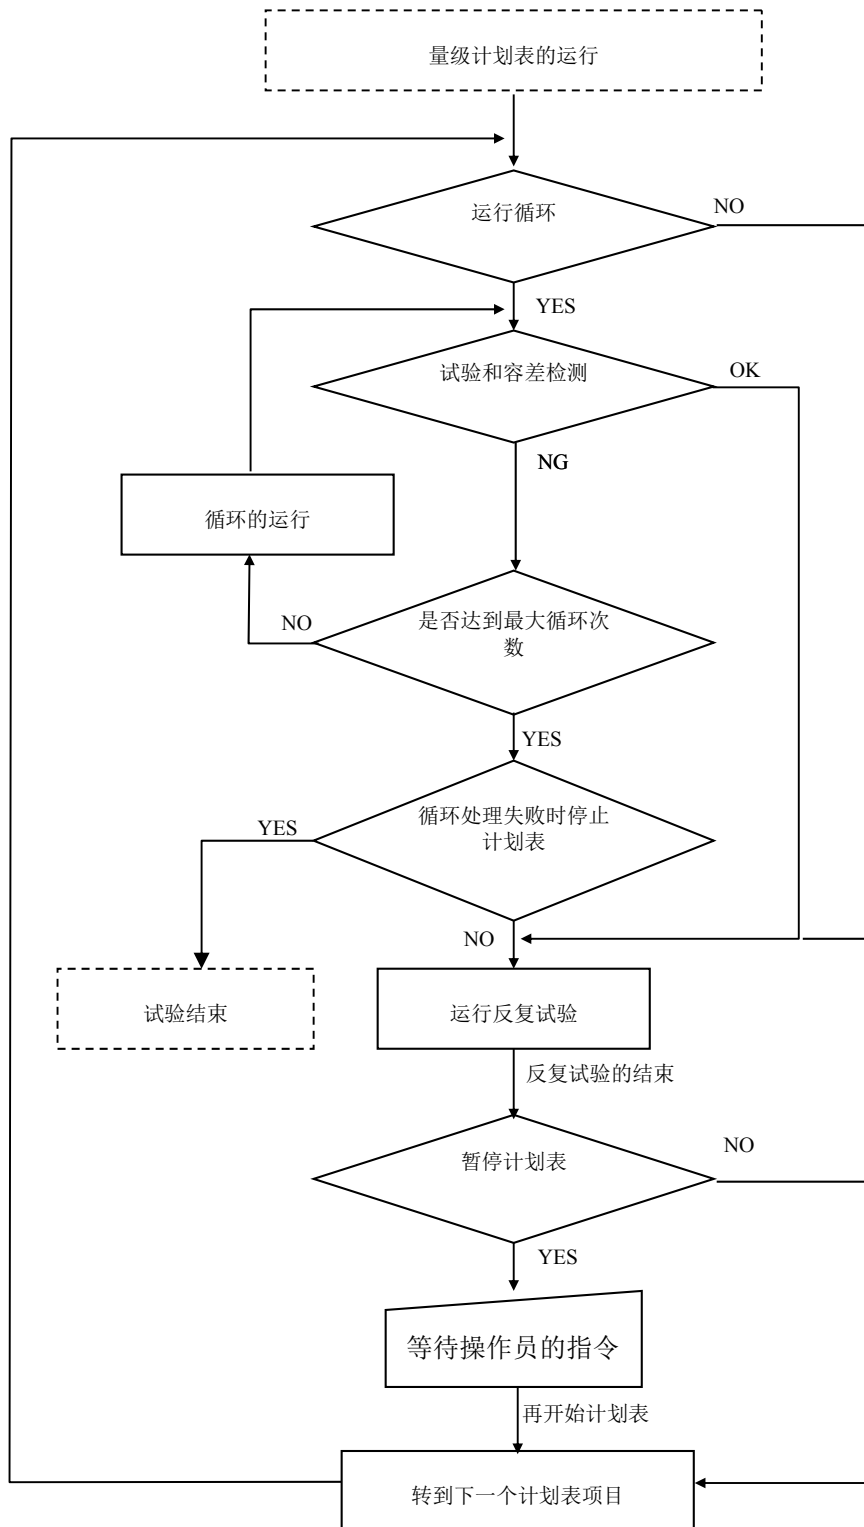 量级计划表的运行
运行循环
NO
YES
试验和容差检测
OK
NG
循环的运行
是否达到最大循环次
数
NO
YES
循环处理失败时停止
计划表
YES
NO
试验结束
运行反复试验
反复试验的结束
暂停计划表
NO
YES
等待操作员的指令
再开始计划表
转到下一个计划表项目